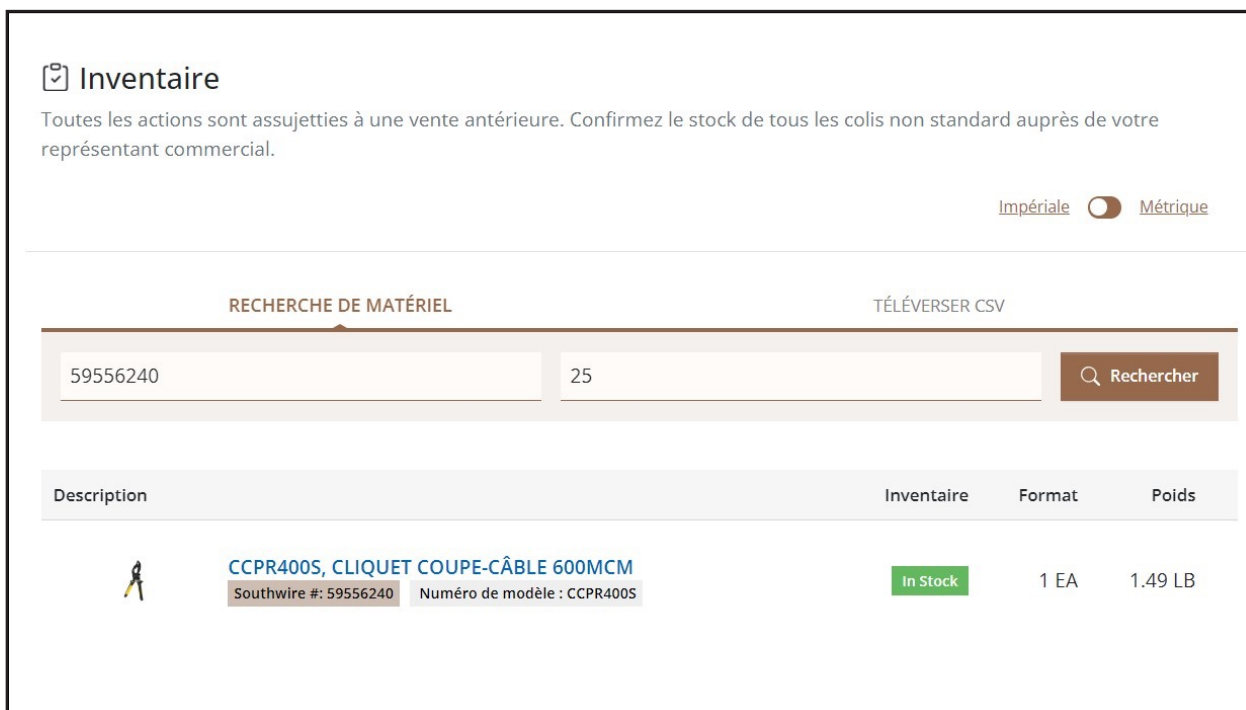 Inventaire
Toutes les actions sont assujetties à une vente antérieure. Confirmez le stock de tous les colis non standard auprès de votre
représentant commercial.
Impériale Métrique
RECHERCHE DE MATÉRIEL TÉLÉVERSER CSV
59556240 25 Rechercher
Description Inventaire Format Poids
CCPR400S, CLIQUET COUPE-CÂBLE 600MCM
In Stock 1 EA 1.49 LB
Southwire #: 59556240 Numéro de modèle : CCPR400S